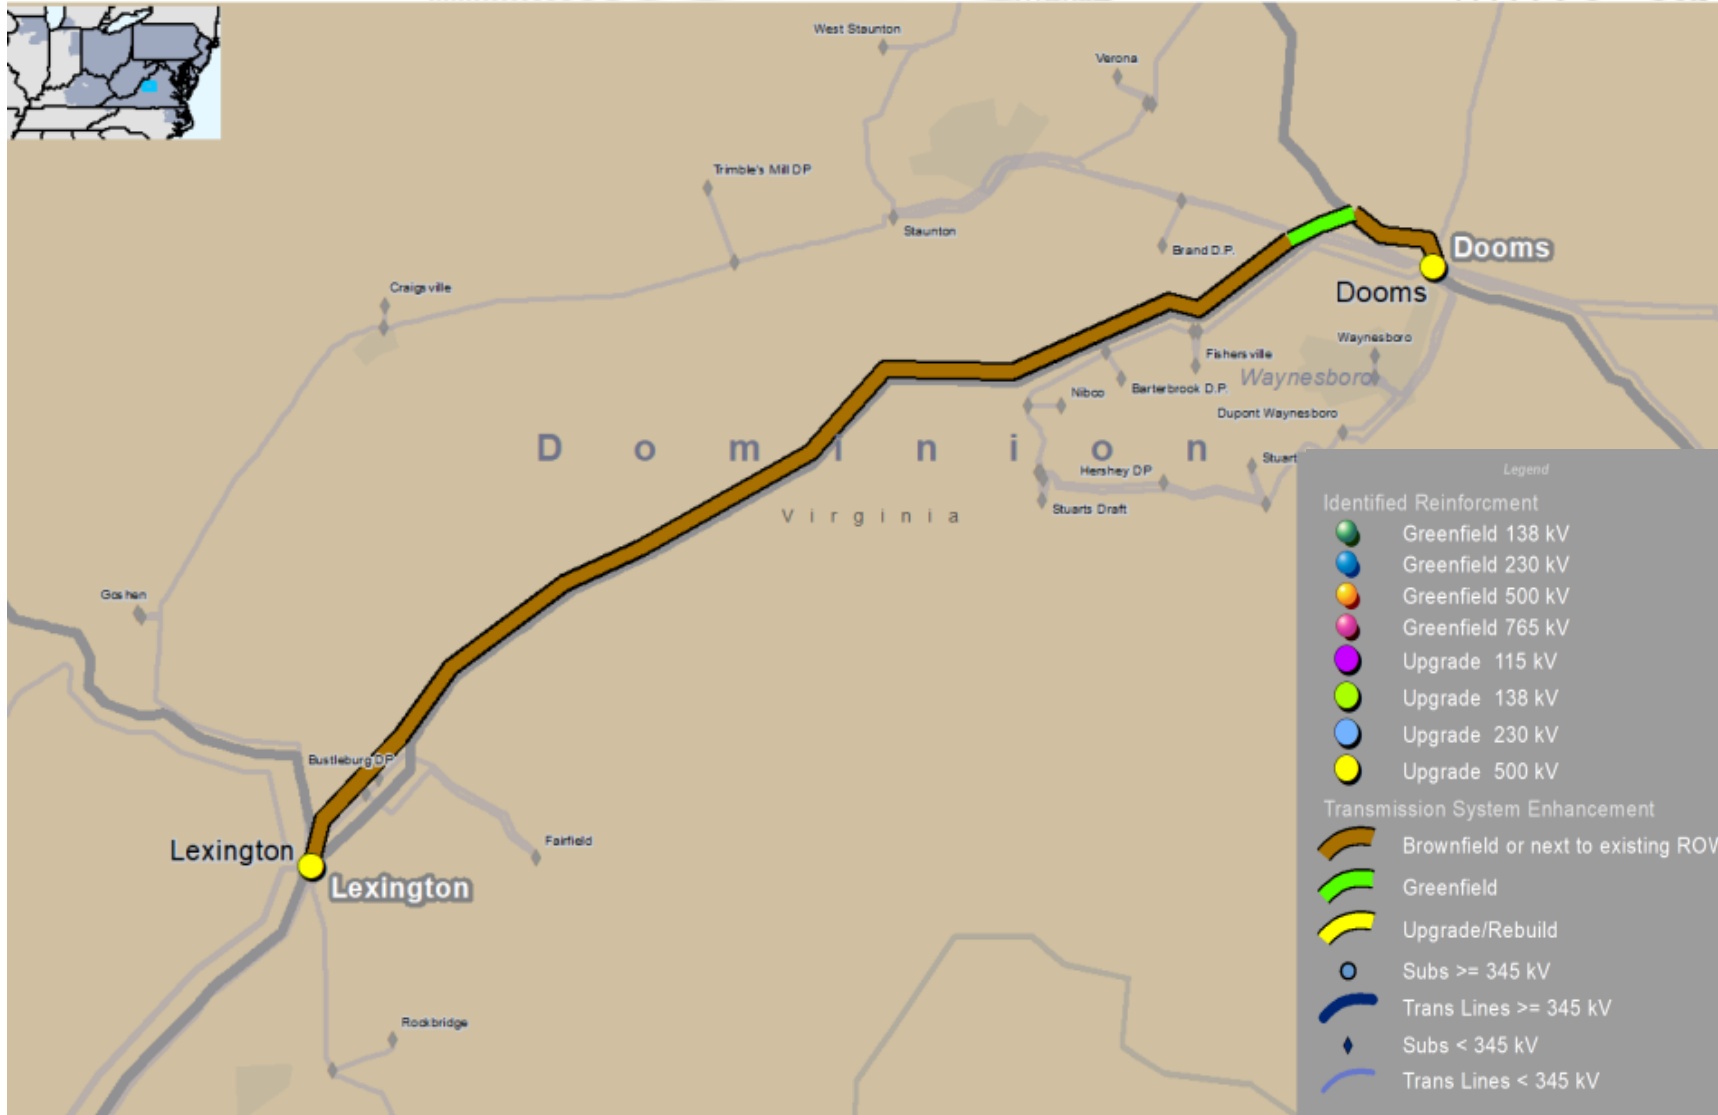 West Staunton
Verona
Trimble's Mill DP
Staunton
Brand D.P.
Dooms
Dooms
Craigsville
Waynesboro
Fishersville
Waynesboro
Barterbrook D.P.
Nibco
Dupont Waynesboro
Dominion
Hershey DP
Stuart
Stuarts Draft
Virginia
Goshen
Bustleburg DP
Fairfield
Lexington
Lexington
Rockbridge
Legend
Identified Reinforcment
Greenfield 138 kV
Greenfield 230 kV
Greenfield 500 kV
Greenfield 765 kV
Upgrade 115 kV
Upgrade 138 kV
Upgrade 230 kV
Upgrade 500 kV
Transmission System Enhancement
Brownfield or next to existing ROW
Greenfield
Upgrade/Rebuild
Subs >= 345 kV
Trans Lines >= 345 kV
Subs < 345 kV
Trans Lines < 345 kV